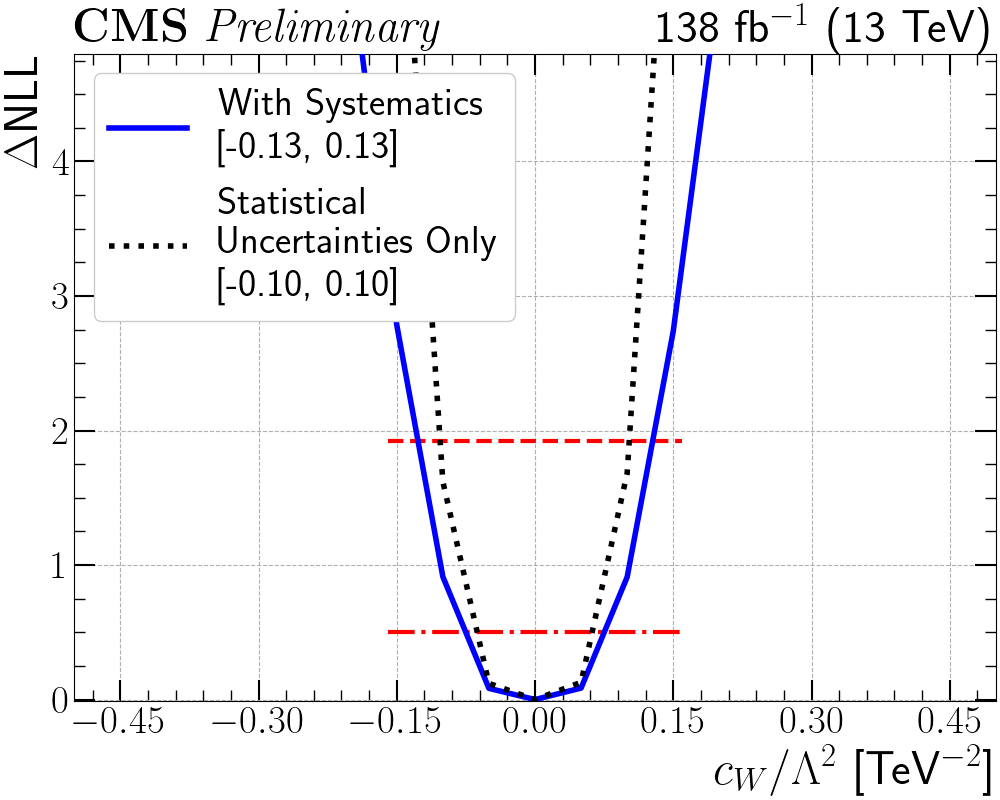 CMS Preliminary 138 fb⁻¹ (13 TeV)
ΔNLL
With Systematics
[-0.13, 0.13]
Statistical
Uncertainties Only
[-0.10, 0.10]
4
3
2
1
0
−0.45 −0.30 −0.15 0.00 0.15 0.30 0.45
c_W/Λ² [TeV⁻²]